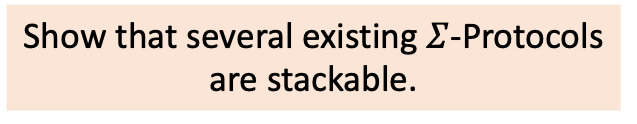 Show that several existing 𝛴-Protocols
are stackable.